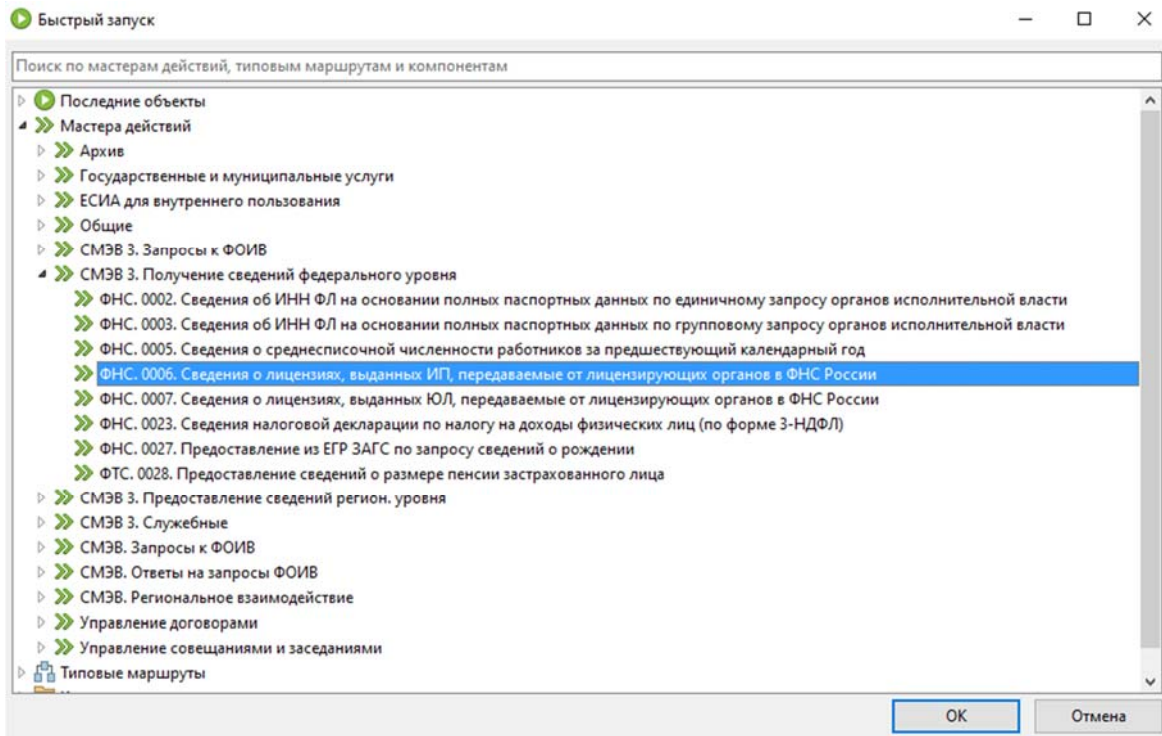 Быстрый запуск
Поиск по мастерам действий, типовым маршрутам и компонентам
Последние объекты
Мастера действий
Архив
Государственные и муниципальные услуги
ЕСИА для внутреннего пользования
Общие
СМЭВ 3. Запросы к ФОИВ
СМЭВ 3. Получение сведений федерального уровня
ФНС. 0002. Сведения об ИНН ФЛ на основании полных паспортных данных по единичному запросу органов исполнительной власти
ФНС. 0003. Сведения об ИНН ФЛ на основании полных паспортных данных по групповому запросу органов исполнительной власти
ФНС. 0005. Сведения о среднесписочной численности работников за предшествующий календарный год
ФНС. 0006. Сведения о лицензиях, выданных ИП, передаваемые от лицензирующих органов в ФНС России
ФНС. 0007. Сведения о лицензиях, выданных ЮЛ, передаваемые от лицензирующих органов в ФНС России
ФНС. 0023. Сведения налоговой декларации по налогу на доходы физических лиц (по форме 3-НДФЛ)
ФНС. 0027. Предоставление из ЕГР ЗАГС по запросу сведений о рождении
ФТС. 0028. Предоставление сведений о размере пенсии застрахованного лица
СМЭВ 3. Предоставление сведений регион. уровня
СМЭВ 3. Служебные
СМЭВ. Запросы к ФОИВ
СМЭВ. Ответы на запросы ФОИВ
СМЭВ. Региональное взаимодействие
Управление договорами
Управление совещаниями и заседаниями
Типовые маршруты
ОК Отмена